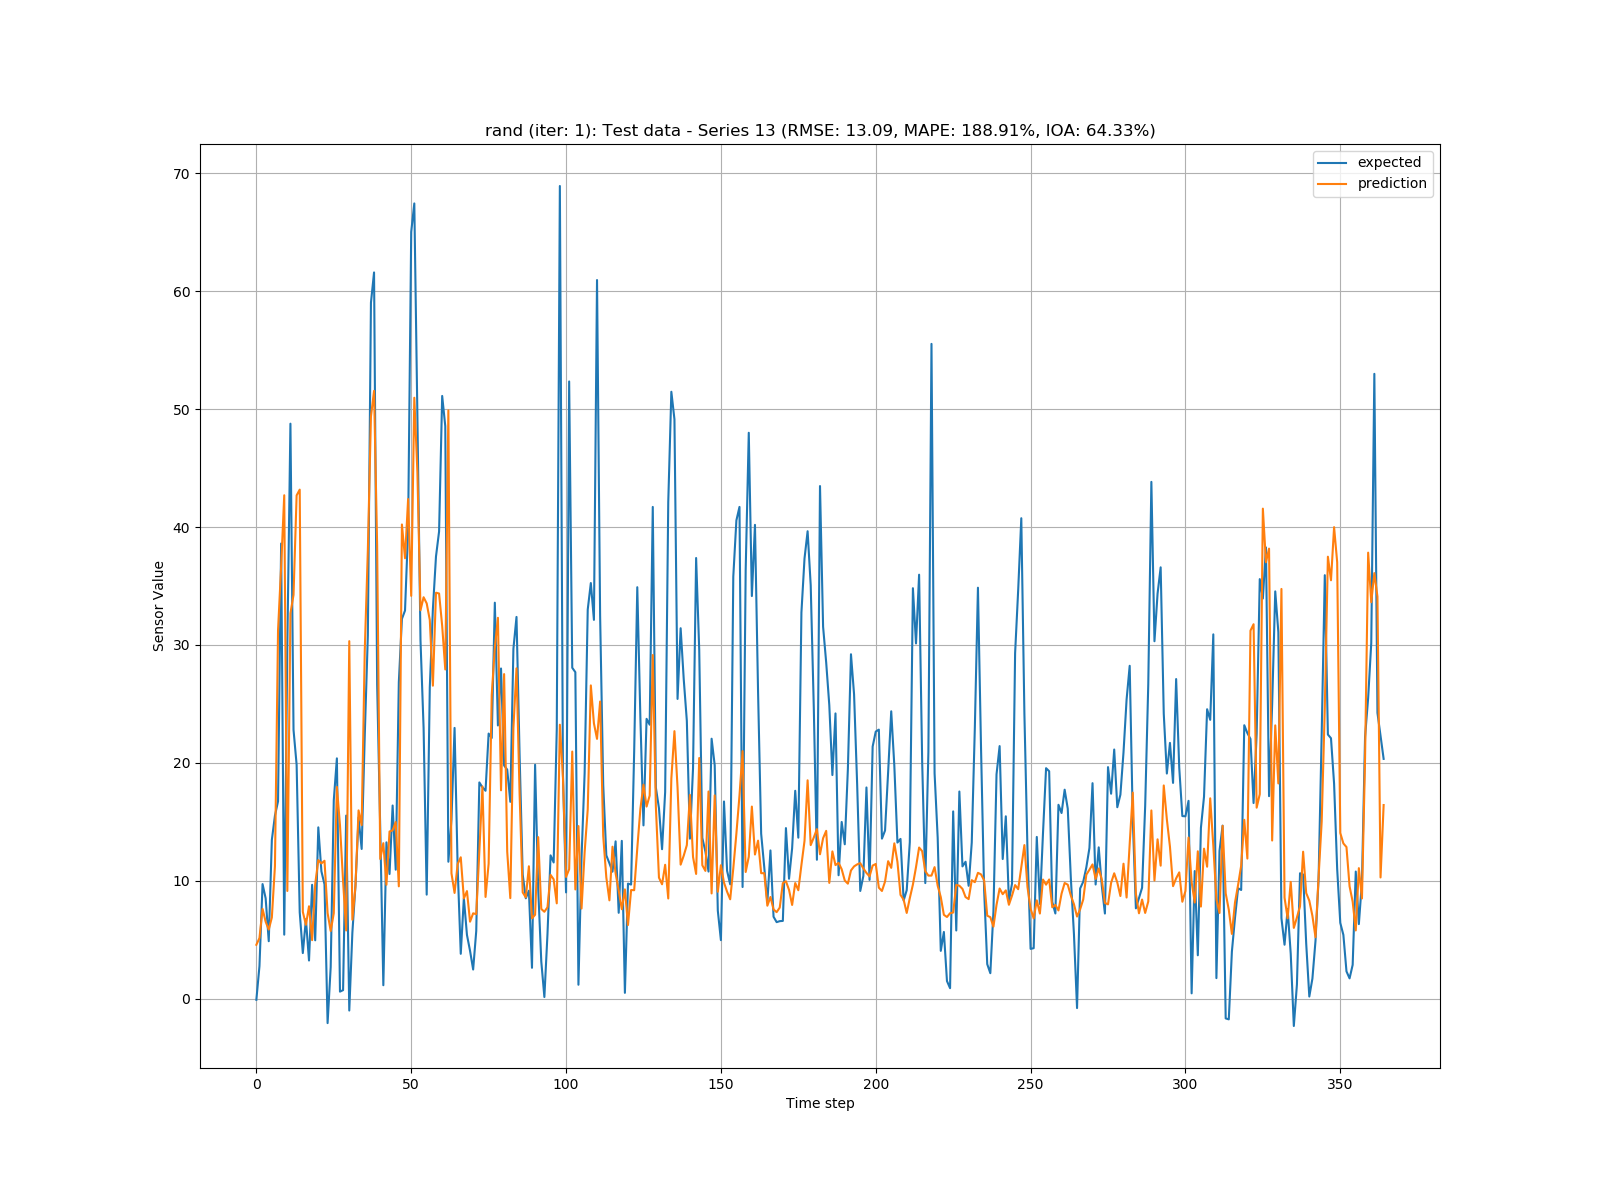 rand (iter: 1): Test data - Series 13 (RMSE: 13.09, MAPE: 188.91%, IOA: 64.33%)
expected
prediction
70
60
50
40
30
20
10
0
Sensor Value
0 50 100 150 200 250 300 350
Time step